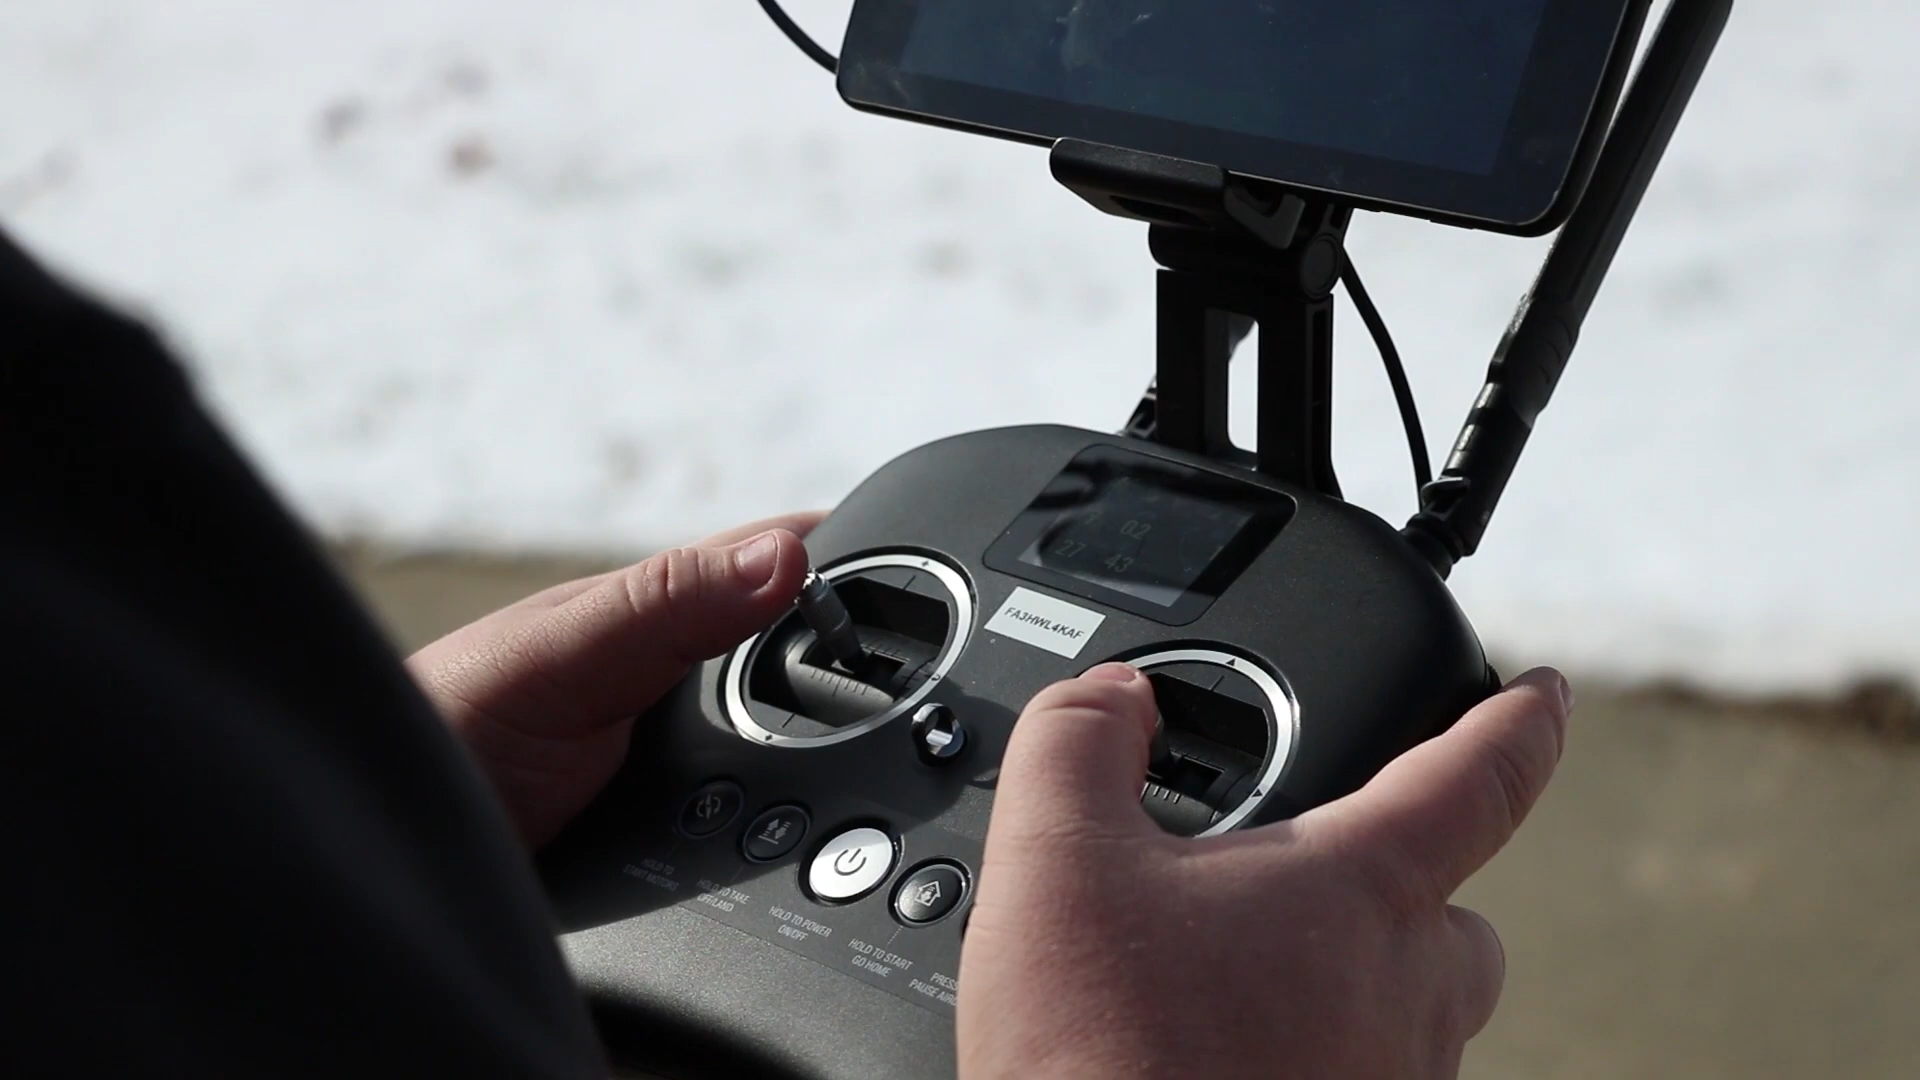 02
27 43
FA3HWL4KAF
HOLD TO
START MOTORS
HOLD TO TAKE
OFF/LAND
HOLD TO POWER
ON/OFF
HOLD TO START
GO HOME
PRESS
PAUSE